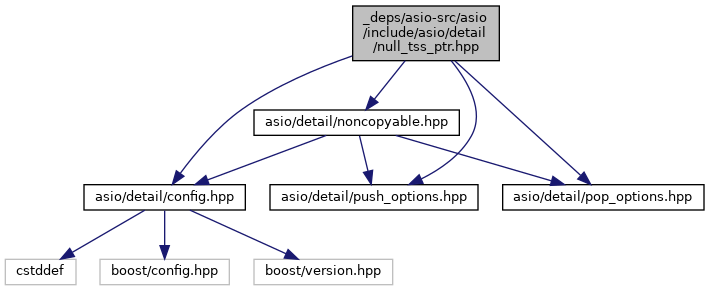 _deps/asio-src/asio
/include/asio/detail
/null_tss_ptr.hpp
asio/detail/noncopyable.hpp
asio/detail/config.hpp
asio/detail/push_options.hpp
asio/detail/pop_options.hpp
cstddef
boost/config.hpp
boost/version.hpp